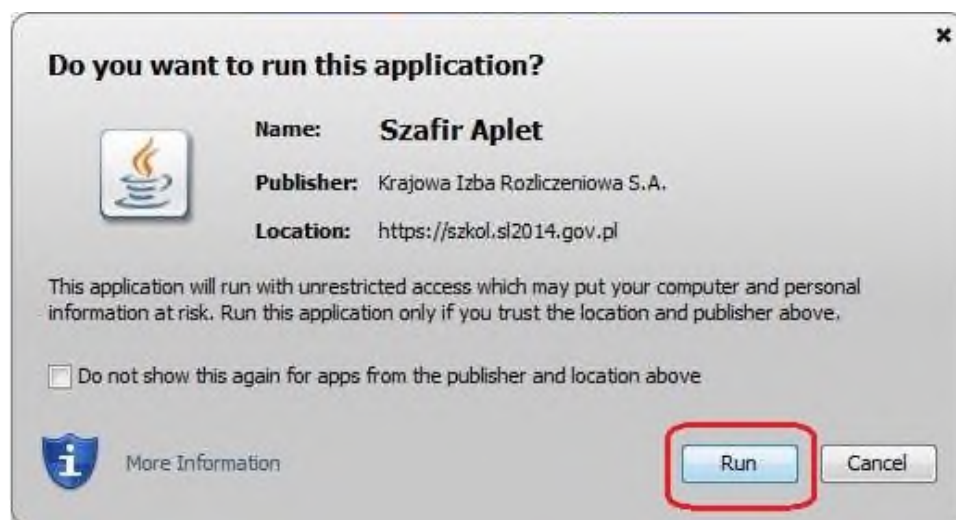 Do you want to run this application?
Name: Szafir Aplet
Publisher: Krajowa Izba Rozliczeniowa S.A.
Location: https://szkol.sl2014.gov.pl
This application will run with unrestricted access which may put your computer and personal
information at risk. Run this application only if you trust the location and publisher above.
Do not show this again for apps from the publisher and location above
More Information
Run Cancel